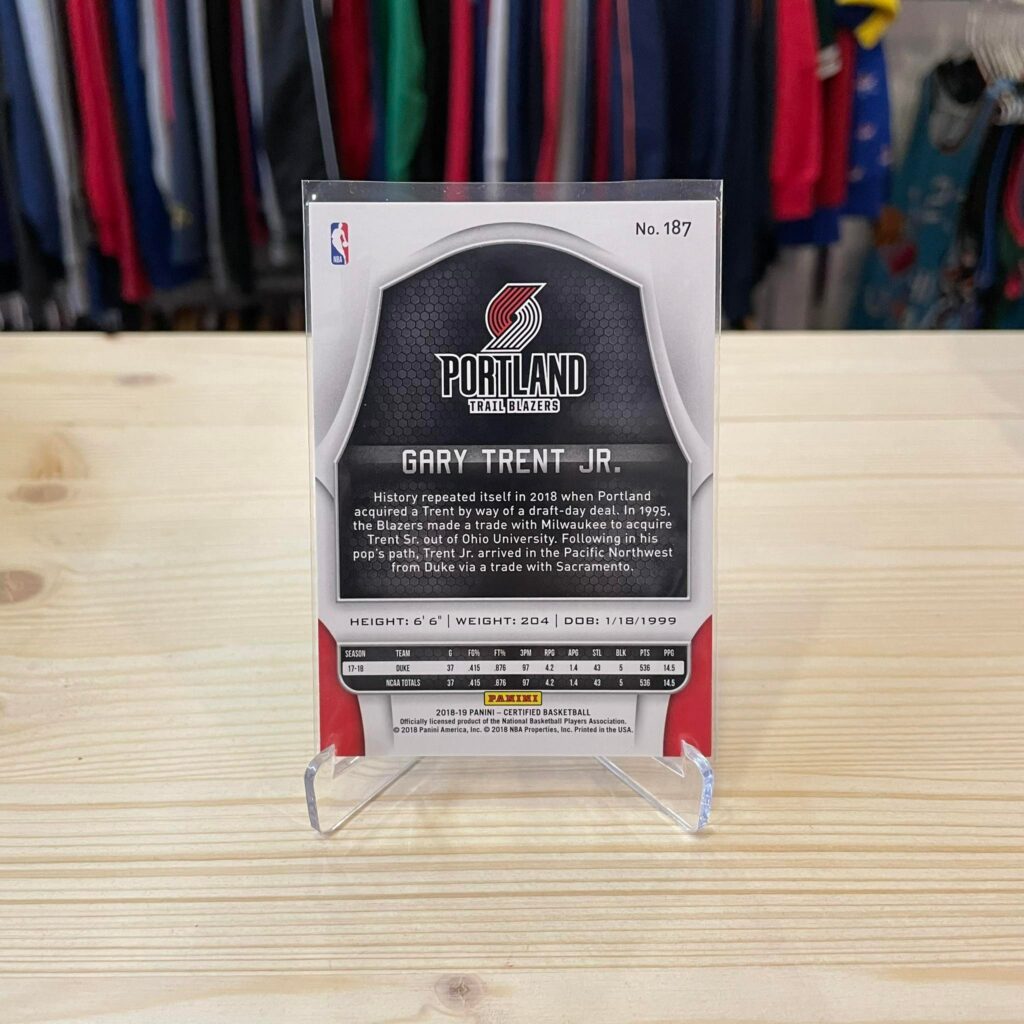 NBA
No. 187
PORTLAND
TRAIL BLAZERS
GARY TRENT JR.
History repeated itself in 2018 when Portland
acquired a Trent by way of a draft-day deal. In 1995,
the Blazers made a trade with Milwaukee to acquire
Trent Sr. out of Ohio University. Following in his
pop's path, Trent Jr. arrived in the Pacific Northwest
from Duke via a trade with Sacramento.
HEIGHT: 6' 6" | WEIGHT: 204 | DOB: 1/18/1999
SEASON TEAM G FG% FT% 3PM RPG APG STL BLK PTS PPG
17-18 DUKE 37 .415 .876 97 4.2 1.4 43 5 536 14.5
NCAA TOTALS 37 .415 .876 97 4.2 1.4 43 5 536 14.5
PANINI
2018-19 PANINI – CERTIFIED BASKETBALL
Officially licensed product of the National Basketball Players Association.
© 2018 Panini America, Inc. © 2018 NBA Properties, Inc. Printed in the USA.